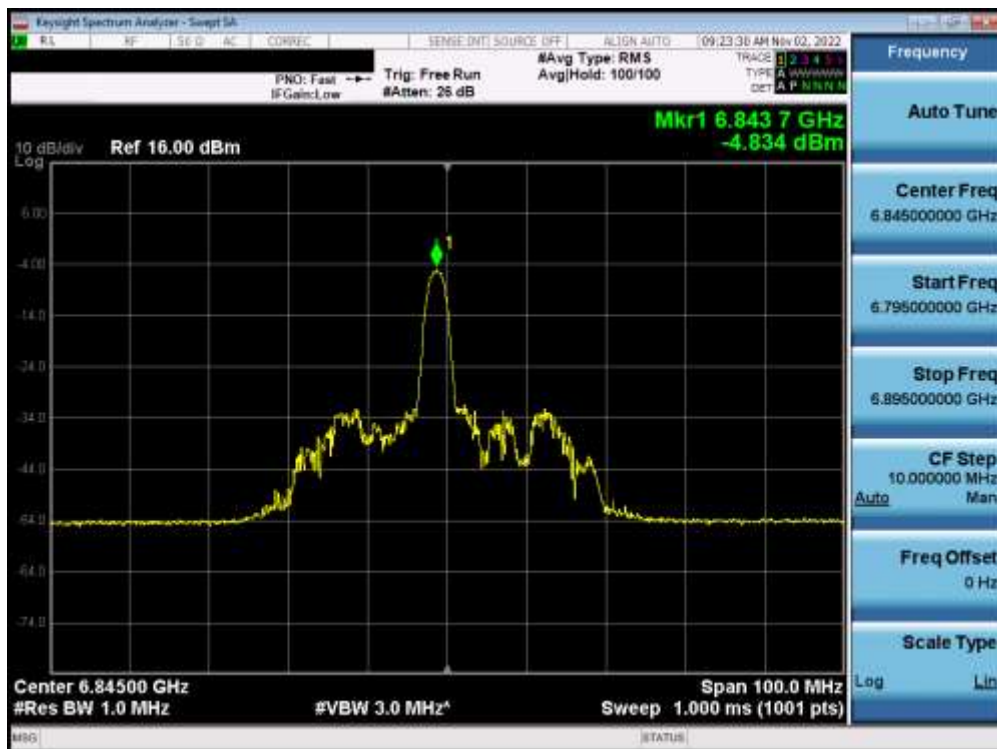 Keysight Spectrum Analyzer - Swept SA
RL RF 50 Ω AC CORREC SENSE:INT SOURCE OFF ALIGN AUTO 09:23:30 AM Nov 02, 2022
PNO: Fast
IFGain:Low
Trig: Free Run
#Atten: 26 dB
#Avg Type: RMS
Avg|Hold: 100/100
TRACE 1 2 3 4 5 6
TYPE A WWWWW
DET A P N N N N
Mkr1 6.843 7 GHz
-4.834 dBm
10 dB/div Ref 16.00 dBm
Log
1
6.00
-4.00
-14.0
-24.0
-34.0
-44.0
-54.0
-64.0
-74.0
Center 6.84500 GHz Span 100.0 MHz
#Res BW 1.0 MHz #VBW 3.0 MHz* Sweep 1.000 ms (1001 pts)
MSG STATUS
Frequency
Auto Tune
Center Freq
6.845000000 GHz
Start Freq
6.795000000 GHz
Stop Freq
6.895000000 GHz
CF Step
10.000000 MHz
Auto Man
Freq Offset
0 Hz
Scale Type
Log Lin